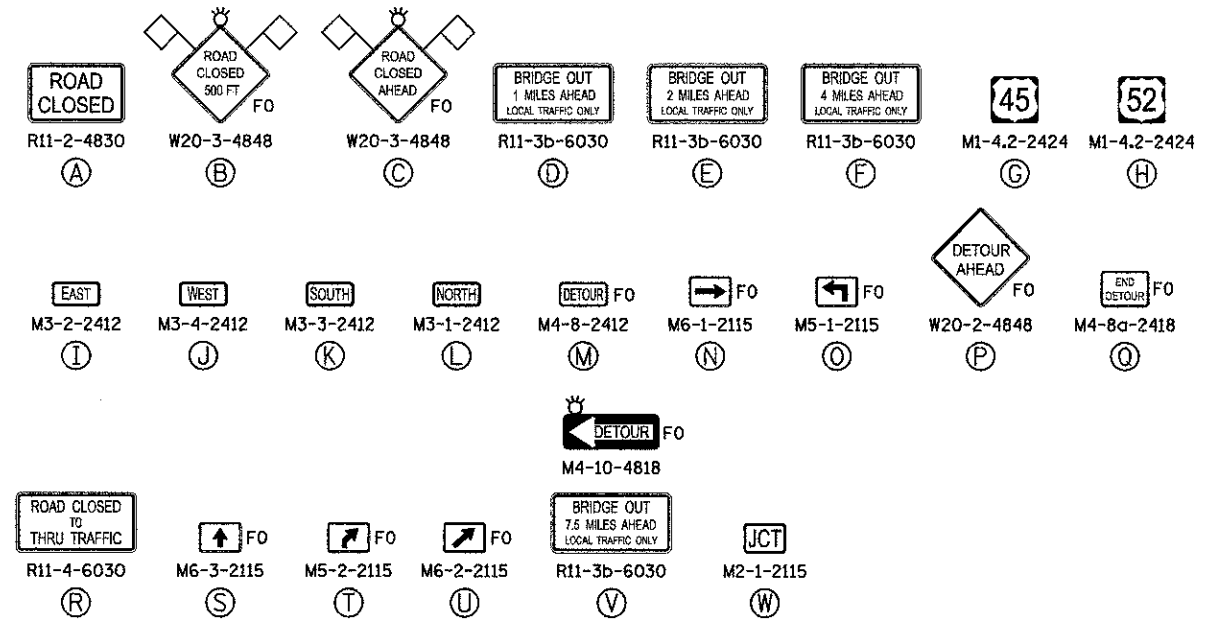 ROAD
CLOSED
R11-2-4830
A
ROAD
CLOSED
500 FT
FO
W20-3-4848
B
ROAD
CLOSED
AHEAD
FO
W20-3-4848
C
BRIDGE OUT
1 MILES AHEAD
LOCAL TRAFFIC ONLY
R11-3b-6030
D
BRIDGE OUT
2 MILES AHEAD
LOCAL TRAFFIC ONLY
R11-3b-6030
E
BRIDGE OUT
4 MILES AHEAD
LOCAL TRAFFIC ONLY
R11-3b-6030
F
45
M1-4.2-2424
G
52
M1-4.2-2424
H
EAST
M3-2-2412
I
WEST
M3-4-2412
J
SOUTH
M3-3-2412
K
NORTH
M3-1-2412
L
DETOUR FO
M4-8-2412
M
FO
M6-1-2115
N
FO
M5-1-2115
O
DETOUR
AHEAD
FO
W20-2-4848
P
END
DETOUR
FO
M4-8a-2418
Q
DETOUR FO
M4-10-4818
ROAD CLOSED
TO
THRU TRAFFIC
R11-4-6030
R
FO
M6-3-2115
S
FO
M5-2-2115
T
FO
M6-2-2115
U
BRIDGE OUT
7.5 MILES AHEAD
LOCAL TRAFFIC ONLY
R11-3b-6030
V
JCT
M2-1-2115
W